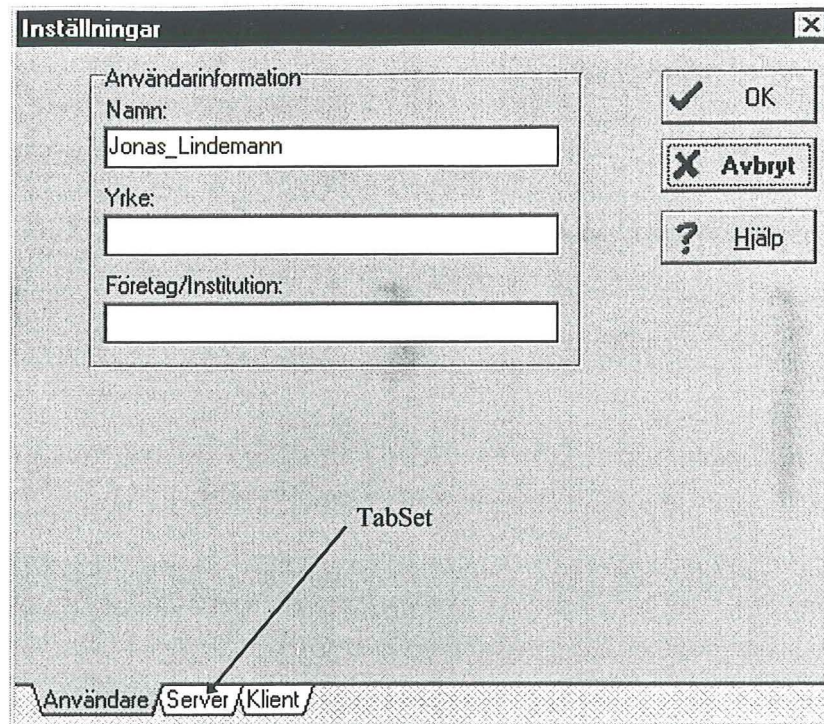 Inställningar
Användarinformation
Namn:
Jonas_Lindemann
Yrke:
Företag/Institution:
OK
Avbryt
? Hjälp
TabSet
Användare Server Klient